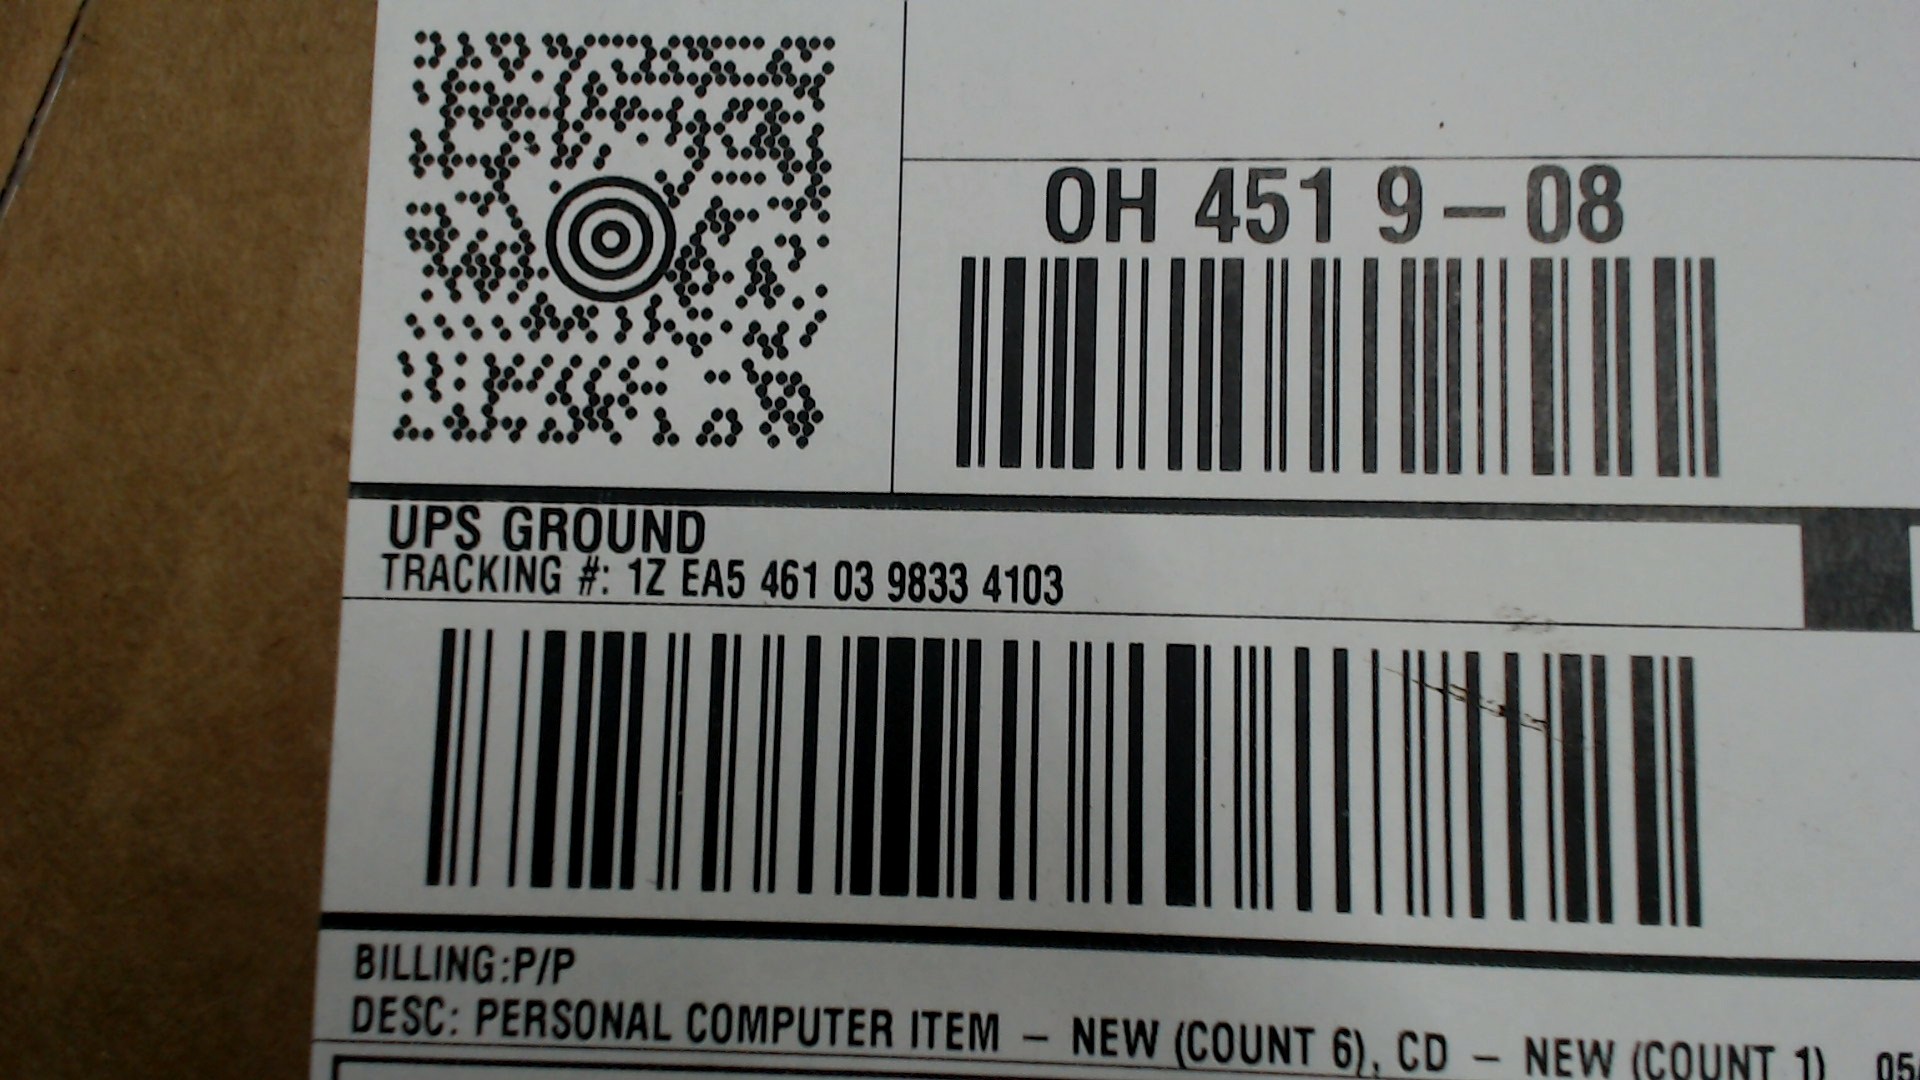 OH 451 9-08
UPS GROUND
TRACKING #: 1Z EA5 461 03 9833 4103
BILLING:P/P
DESC: PERSONAL COMPUTER ITEM - NEW (COUNT 6), CD - NEW (COUNT 1)